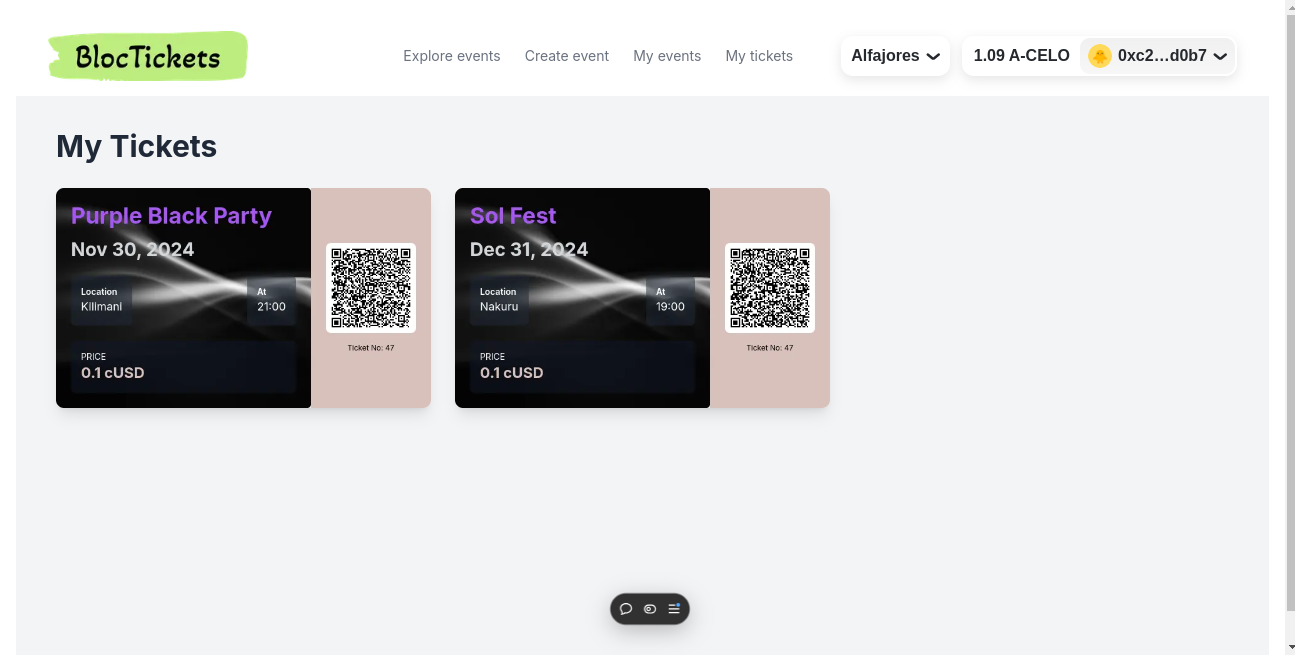 BlocTickets
Explore events
Create event
My events
My tickets
Alfajores
1.09 A-CELO
0xc2...d0b7
My Tickets
Purple Black Party
Nov 30, 2024
Location
Kilimani
At
21:00
PRICE
0.1 cUSD
Ticket No: 47
Sol Fest
Dec 31, 2024
Location
Nakuru
At
19:00
PRICE
0.1 cUSD
Ticket No: 47